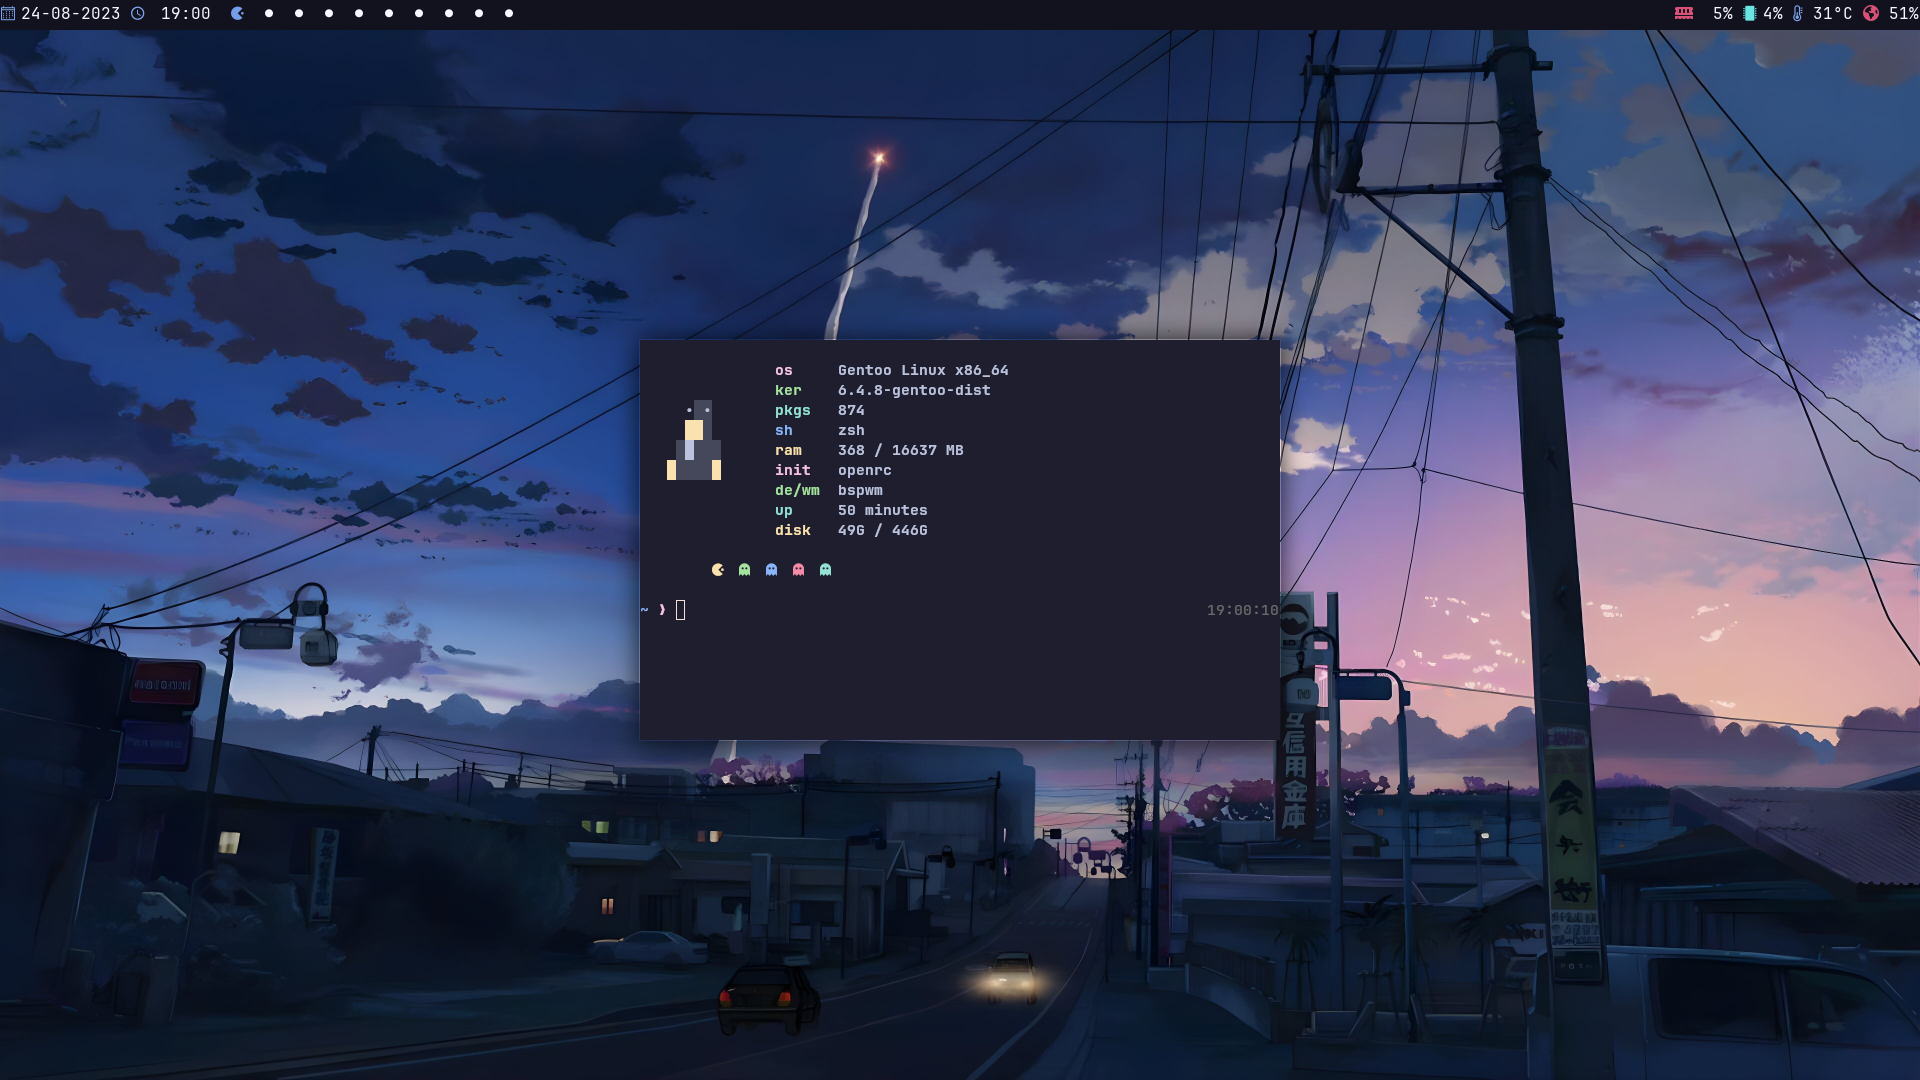 24-08-2023 19:00 5% 4% 31°C 51%
os Gentoo Linux x86_64
ker 6.4.8-gentoo-dist
pkgs 874
sh zsh
ram 368 / 16637 MB
init openrc
de/wm bspwm
up 50 minutes
disk 49G / 446G
~ ❯ 19:00:10
信用金庫